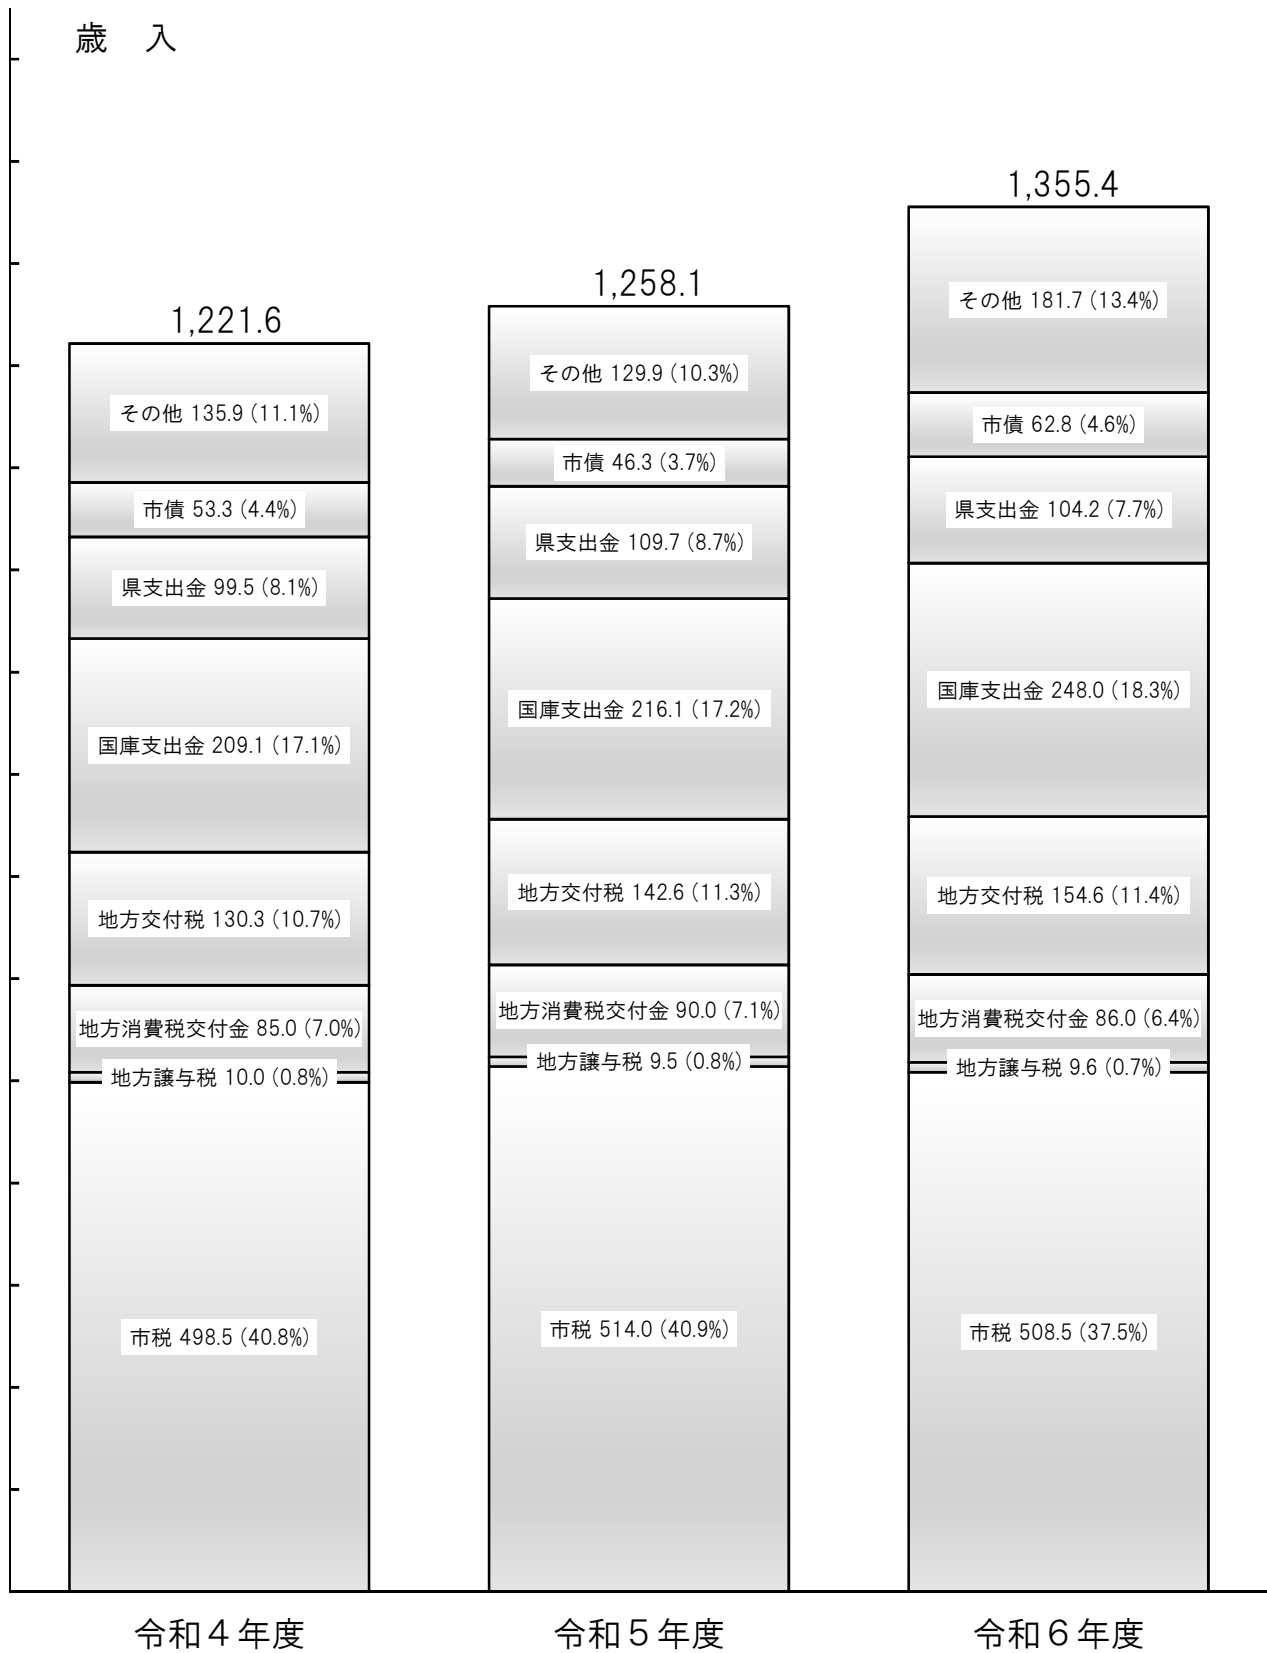 歳 入
1,221.6
その他 135.9 (11.1%)
市債 53.3 (4.4%)
県支出金 99.5 (8.1%)
国庫支出金 209.1 (17.1%)
地方交付税 130.3 (10.7%)
地方消費税交付金 85.0 (7.0%)
地方譲与税 10.0 (0.8%)
市税 498.5 (40.8%)
令和４年度
1,258.1
その他 129.9 (10.3%)
市債 46.3 (3.7%)
県支出金 109.7 (8.7%)
国庫支出金 216.1 (17.2%)
地方交付税 142.6 (11.3%)
地方消費税交付金 90.0 (7.1%)
地方譲与税 9.5 (0.8%)
市税 514.0 (40.9%)
令和５年度
1,355.4
その他 181.7 (13.4%)
市債 62.8 (4.6%)
県支出金 104.2 (7.7%)
国庫支出金 248.0 (18.3%)
地方交付税 154.6 (11.4%)
地方消費税交付金 86.0 (6.4%)
地方譲与税 9.6 (0.7%)
市税 508.5 (37.5%)
令和６年度